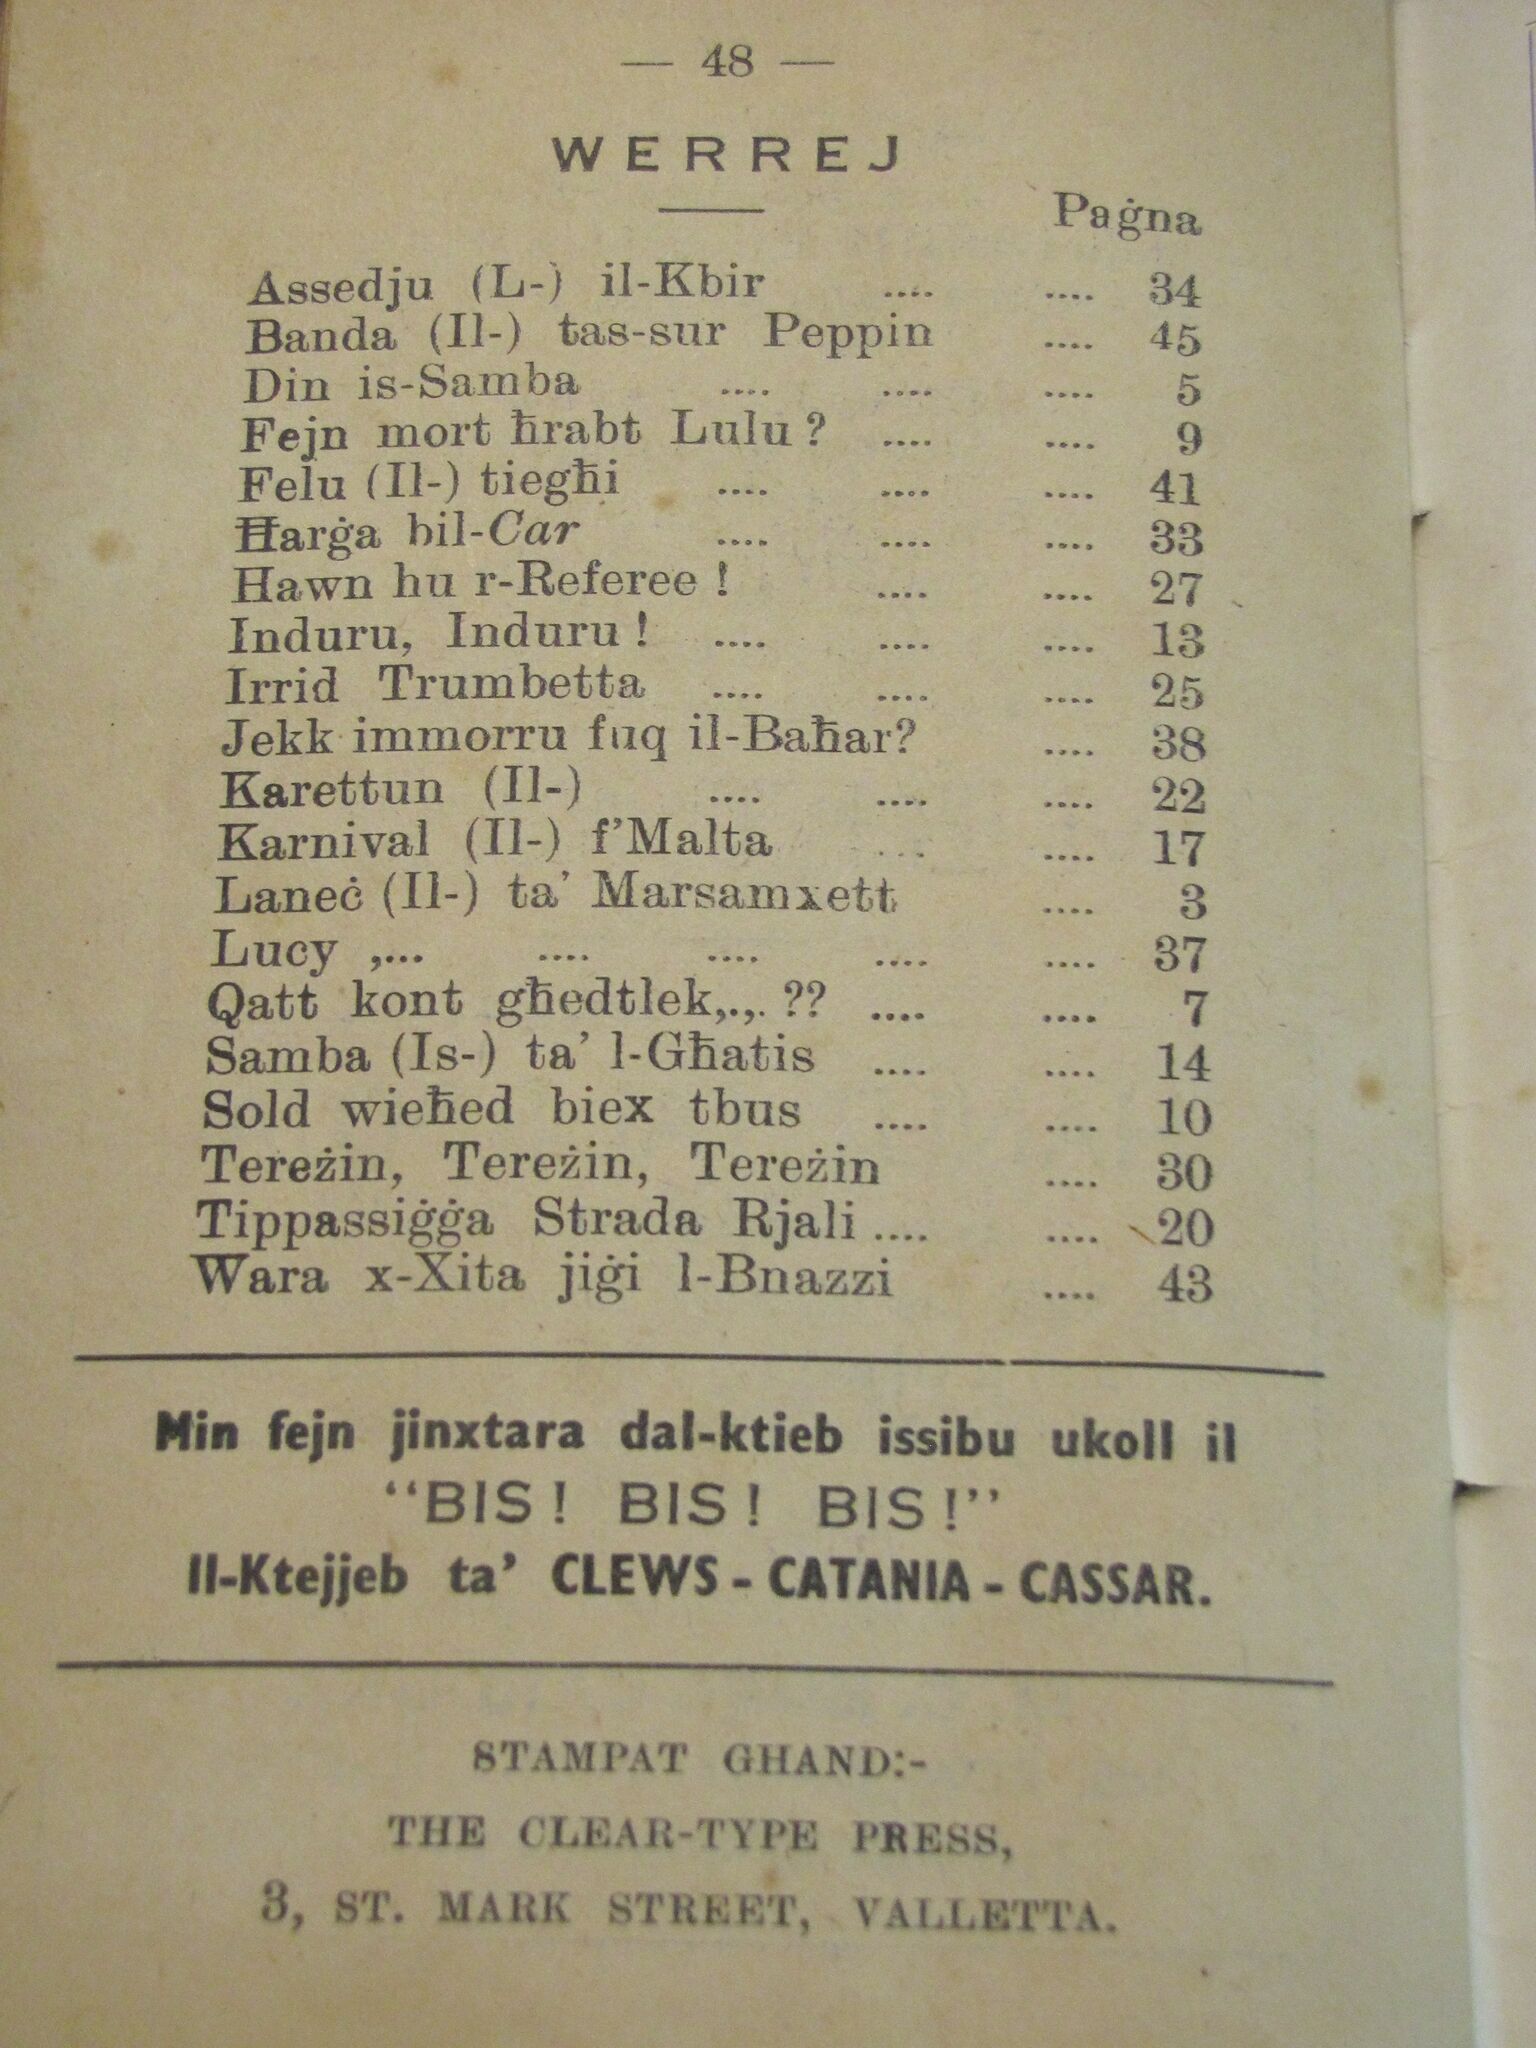 — 48 —
WERREJ
Paġna
Assedju (L-) il-Kbir .... .... 34
Banda (Il-) tas-sur Peppin .... 45
Din is-Samba .... .... .... 5
Fejn mort ħrabt Lulu ? .... .... 9
Felu (Il-) tiegħi .... .... .... 41
Ħarġa bil-Car .... .... .... 33
Hawn hu r-Referee ! .... .... 27
Induru, Induru ! .... .... .... 13
Irrid Trumbetta .... .... .... 25
Jekk immorru fuq il-Baħar? .... 38
Karettun (Il-) .... .... .... 22
Karnival (Il-) f’Malta ... .... 17
Laneċ (Il-) ta’ Marsamxett .... 3
Lucy ,... .... .... .... .... 37
Qatt kont għedtlek,.,. ?? .... .... 7
Samba (Is-) ta’ l-Għatis .... .... 14
Sold wieħed biex tbus .... .... 10
Tereżin, Tereżin, Tereżin .... 30
Tippassiġġa Strada Rjali .... .... 20
Wara x-Xita jiġi l-Bnazzi .... 43
Min fejn jinxtara dal-ktieb issibu ukoll il
“BIS ! BIS ! BIS !”
Il-Ktejjeb ta’ CLEWS - CATANIA - CASSAR.
STAMPAT GHAND:-
THE CLEAR-TYPE PRESS,
3, ST. MARK STREET, VALLETTA.